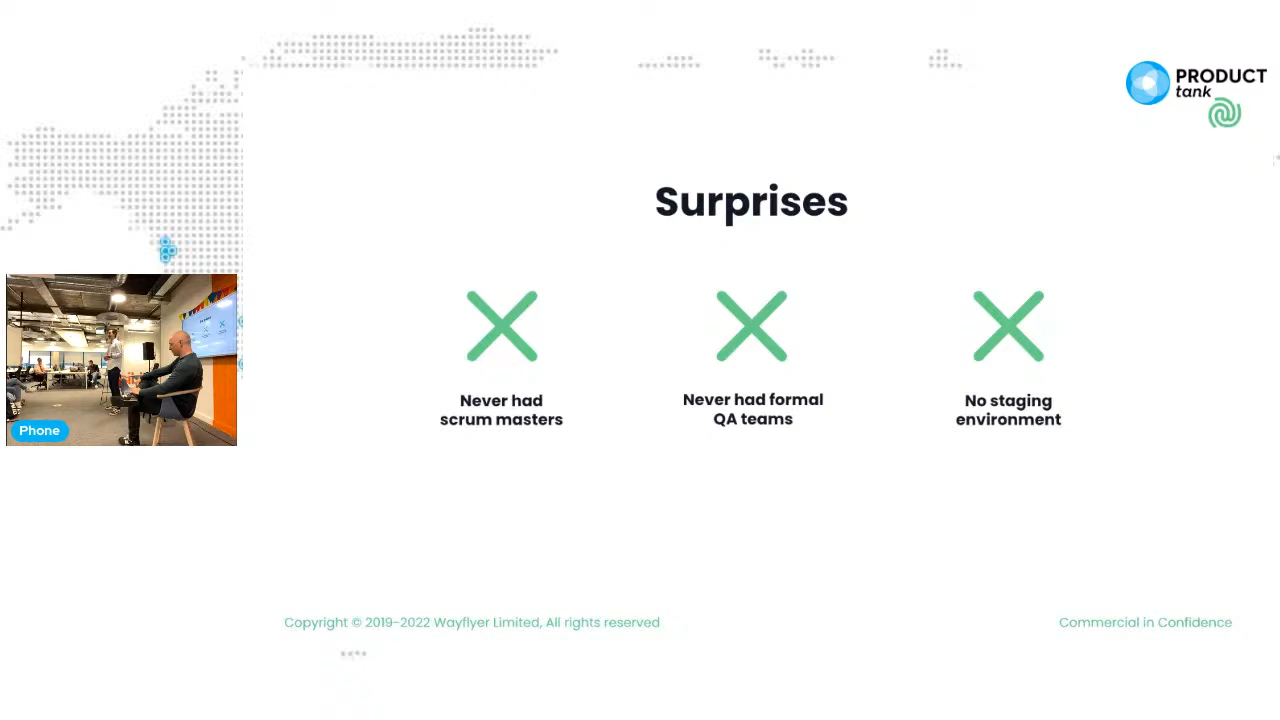 PRODUCT
tank
Surprises
Never had
scrum masters
Never had formal
QA teams
No staging
environment
Phone
Copyright © 2019-2022 Wayflyer Limited, All rights reserved
Commercial in Confidence